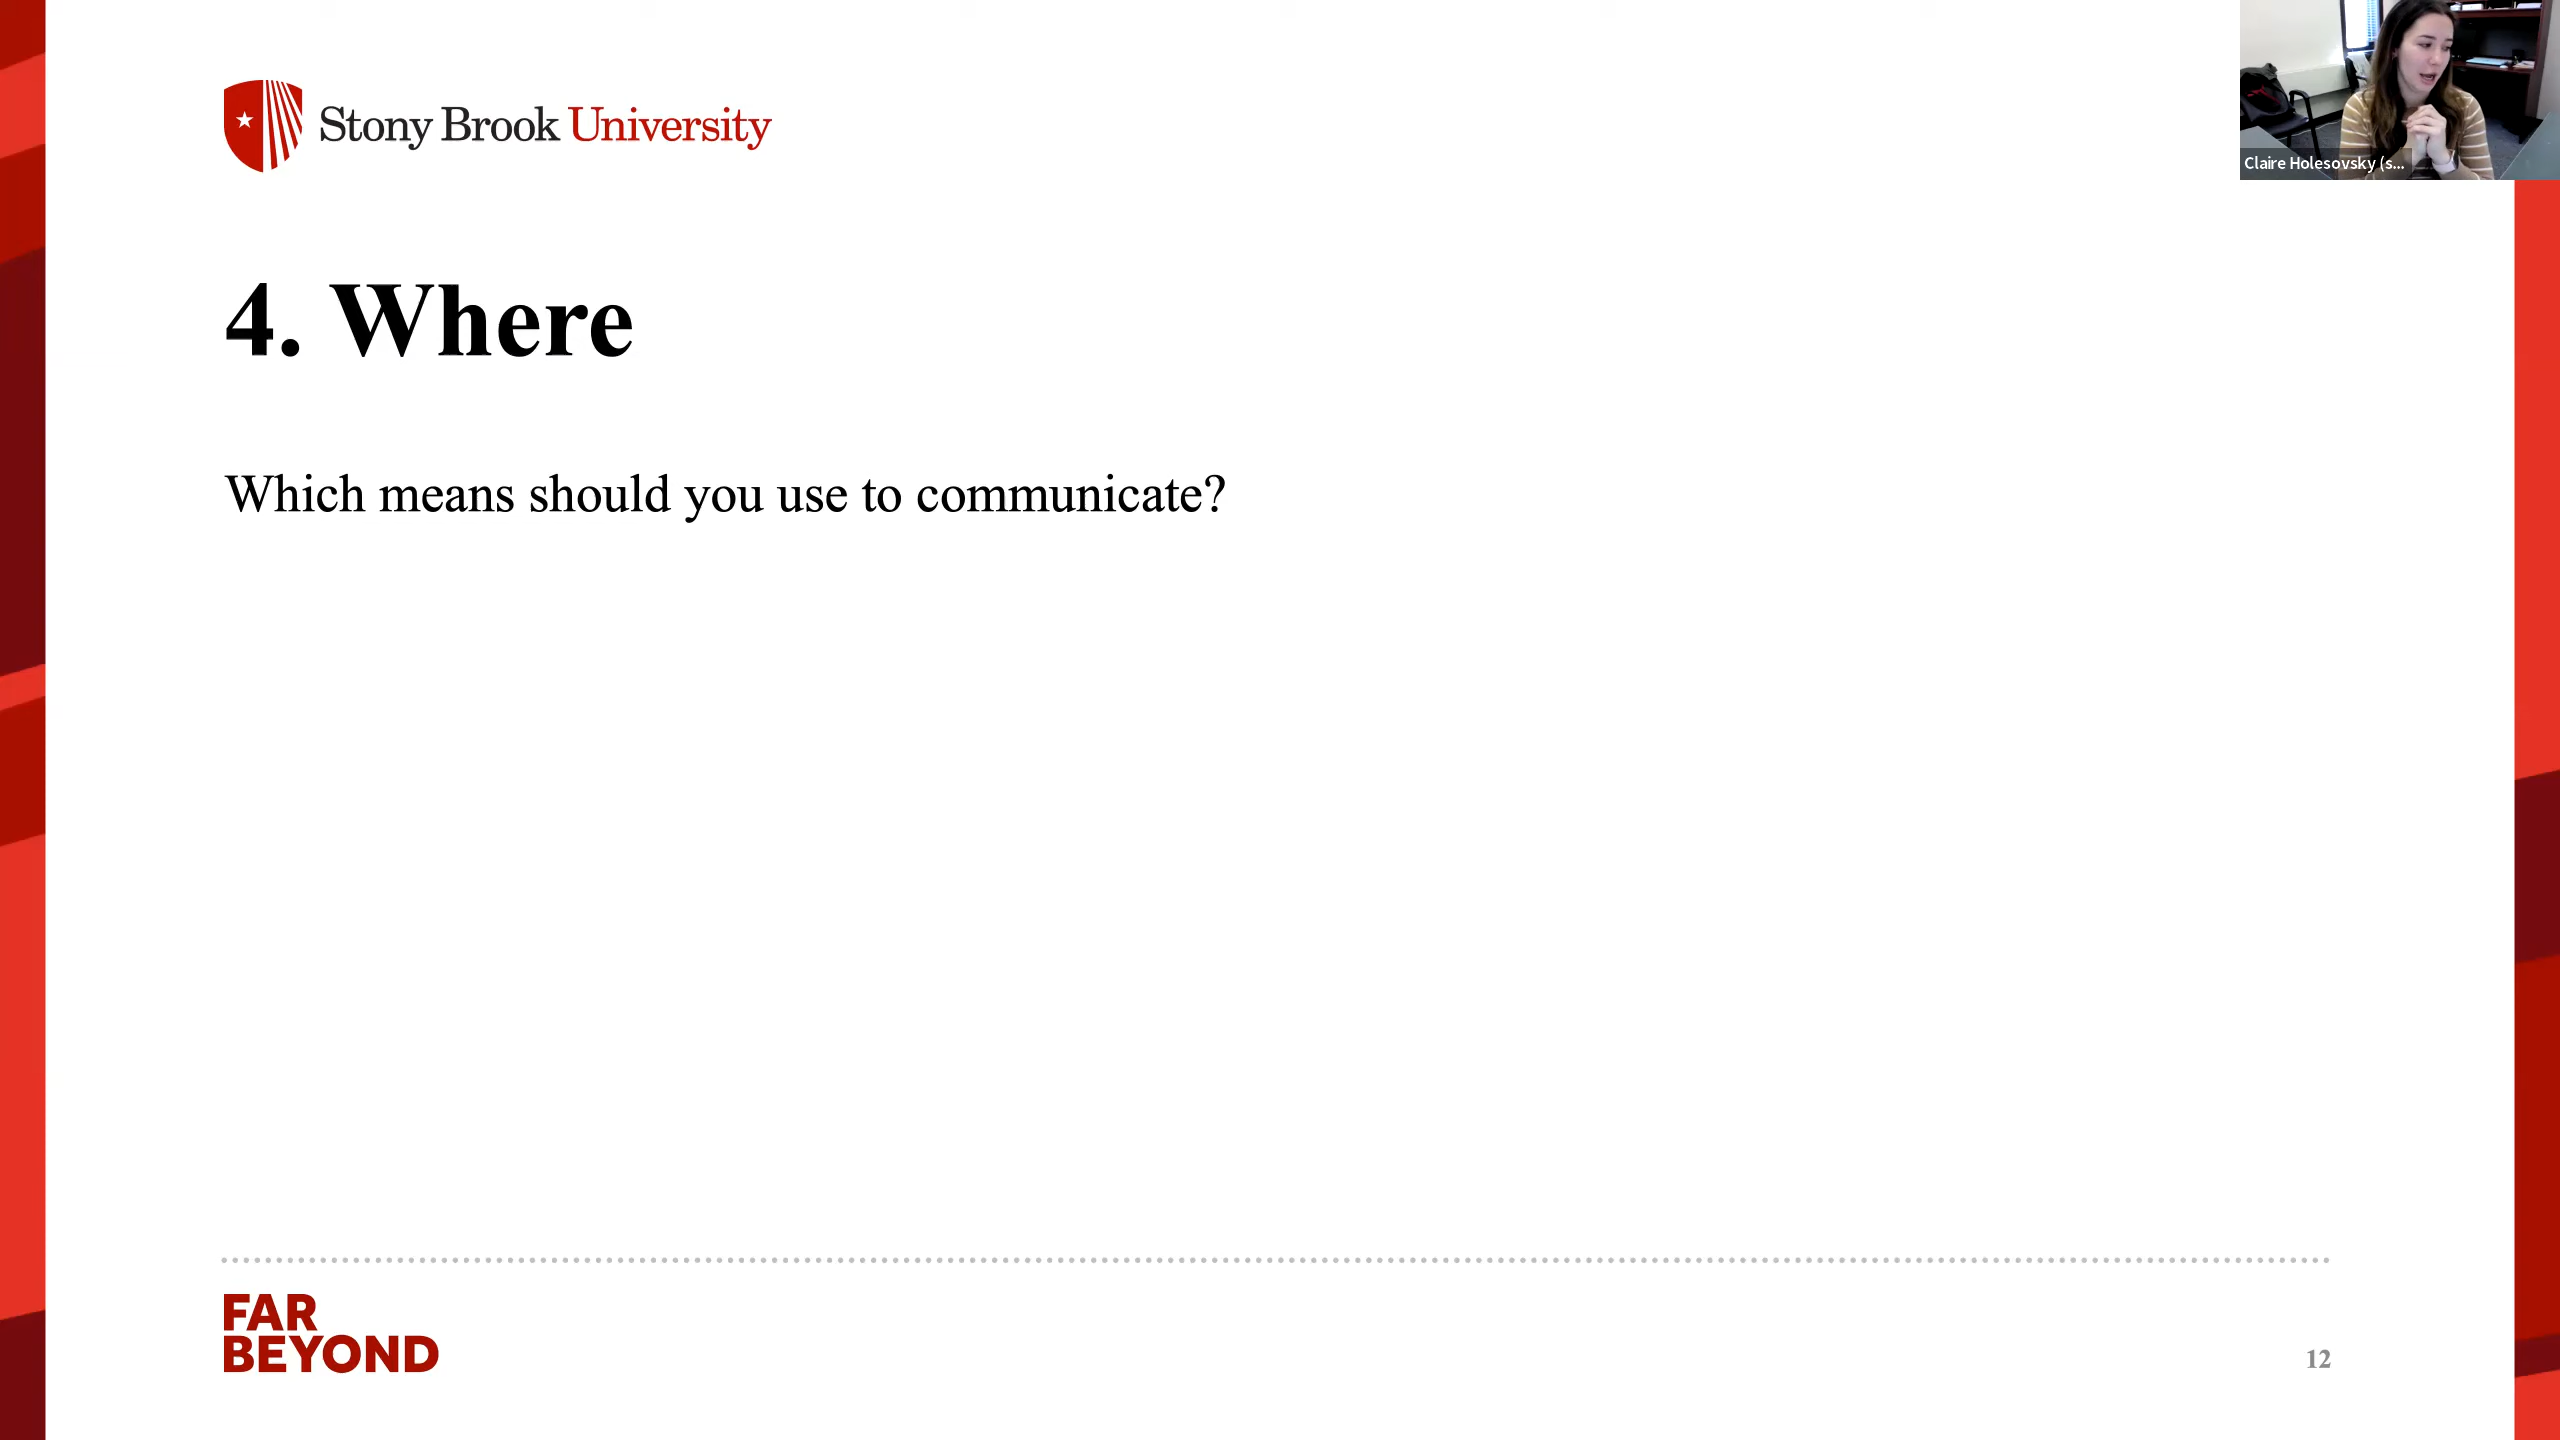 Stony Brook University
Claire Holesovsky (s...
4. Where
Which means should you use to communicate?
FAR
BEYOND
12